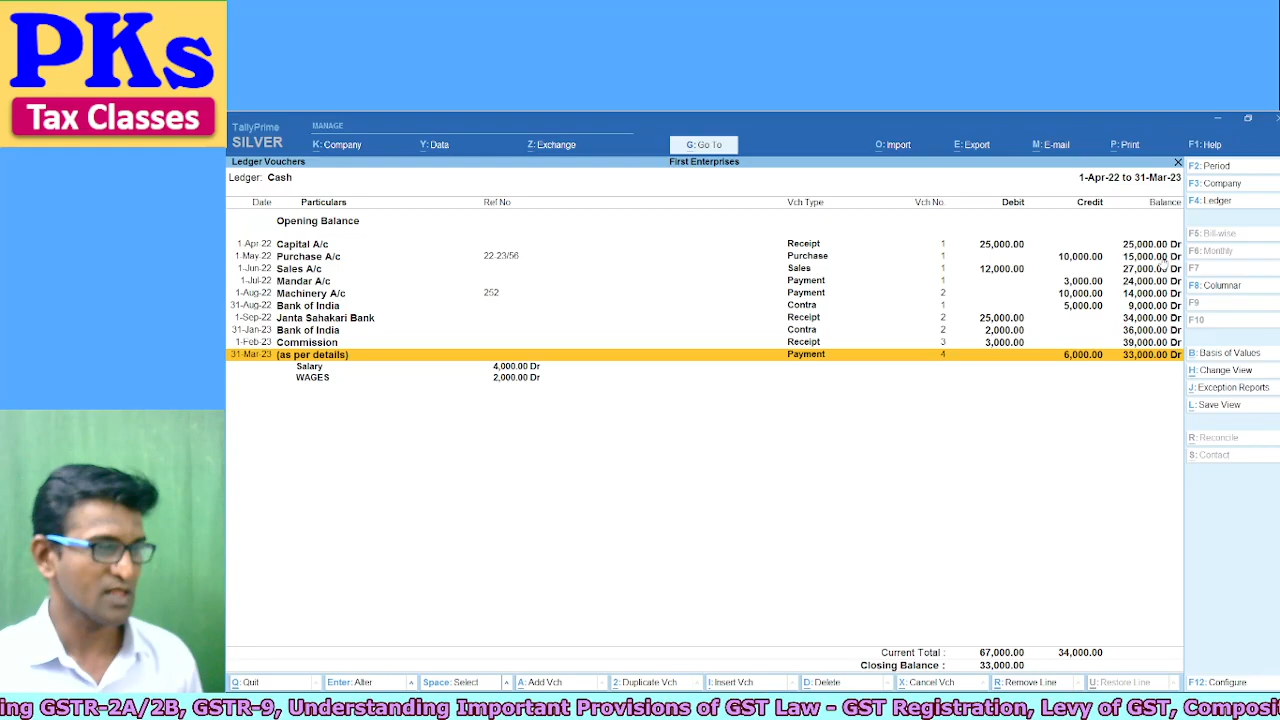 PKs
Tax Classes
TallyPrime
SILVER
MANAGE
K: Company Y: Data Z: Exchange G: Go To O: Import E: Export M: E-mail P: Print F1: Help
Ledger Vouchers First Enterprises
Ledger: Cash 1-Apr-22 to 31-Mar-23
Date Particulars Ref No Vch Type Vch No. Debit Credit Balance
Opening Balance
1-Apr-22 Capital A/c Receipt 1 25,000.00 25,000.00 Dr
1-May-22 Purchase A/c 22-23/56 Purchase 1 10,000.00 15,000.00 Dr
1-Jun-22 Sales A/c Sales 1 12,000.00 27,000.00 Dr
1-Jul-22 Mandar A/c Payment 1 3,000.00 24,000.00 Dr
1-Aug-22 Machinery A/c 252 Payment 2 10,000.00 14,000.00 Dr
31-Aug-22 Bank of India Contra 1 5,000.00 9,000.00 Dr
1-Sep-22 Janta Sahakari Bank Receipt 2 25,000.00 34,000.00 Dr
31-Jan-23 Bank of India Contra 2 2,000.00 36,000.00 Dr
1-Feb-23 Commission Receipt 3 3,000.00 39,000.00 Dr
31-Mar-23 (as per details) Payment 4 6,000.00 33,000.00 Dr
Salary 4,000.00 Dr
WAGES 2,000.00 Dr
Current Total : 67,000.00 34,000.00
Closing Balance : 33,000.00
Q: Quit Enter: Alter Space: Select A: Add Vch 2: Duplicate Vch I: Insert Vch D: Delete X: Cancel Vch R: Remove Line U: Restore Line F12: Configure
F2: Period
F3: Company
F4: Ledger
F5: Bill-wise
F6: Monthly
F7
F8: Columnar
F9
F10
B: Basis of Values
H: Change View
J: Exception Reports
L: Save View
R: Reconcile
S: Contact
ing GSTR-2A/2B, GSTR-9, Understanding Important Provisions of GST Law - GST Registration, Levy of GST, Composi